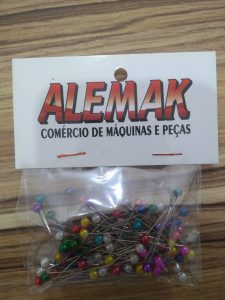 ALEMAK
COMÉRCIO DE MÁQUINAS E PEÇAS